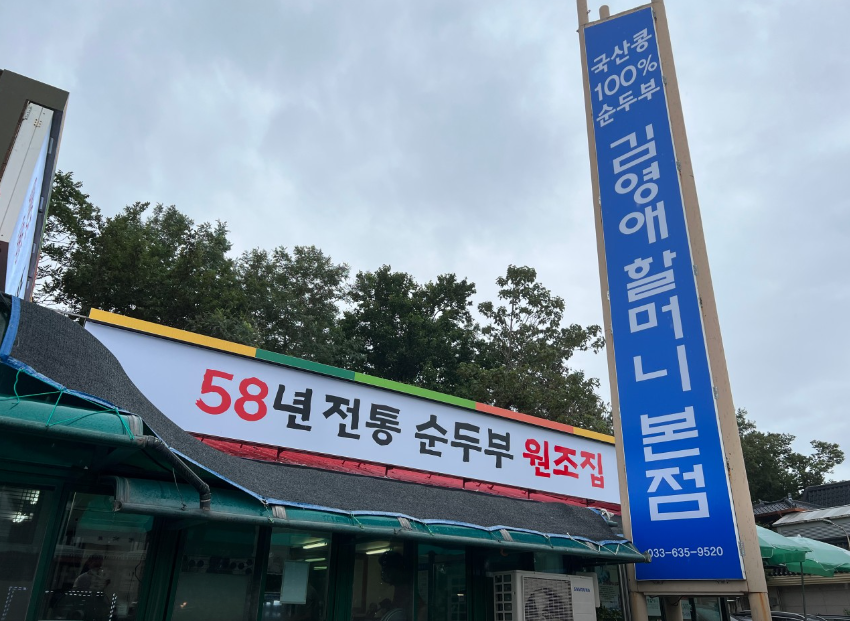 58년 전통 순두부 원조집
국산콩
100%
순두부
김영애 할머니 본점
033-635-9520